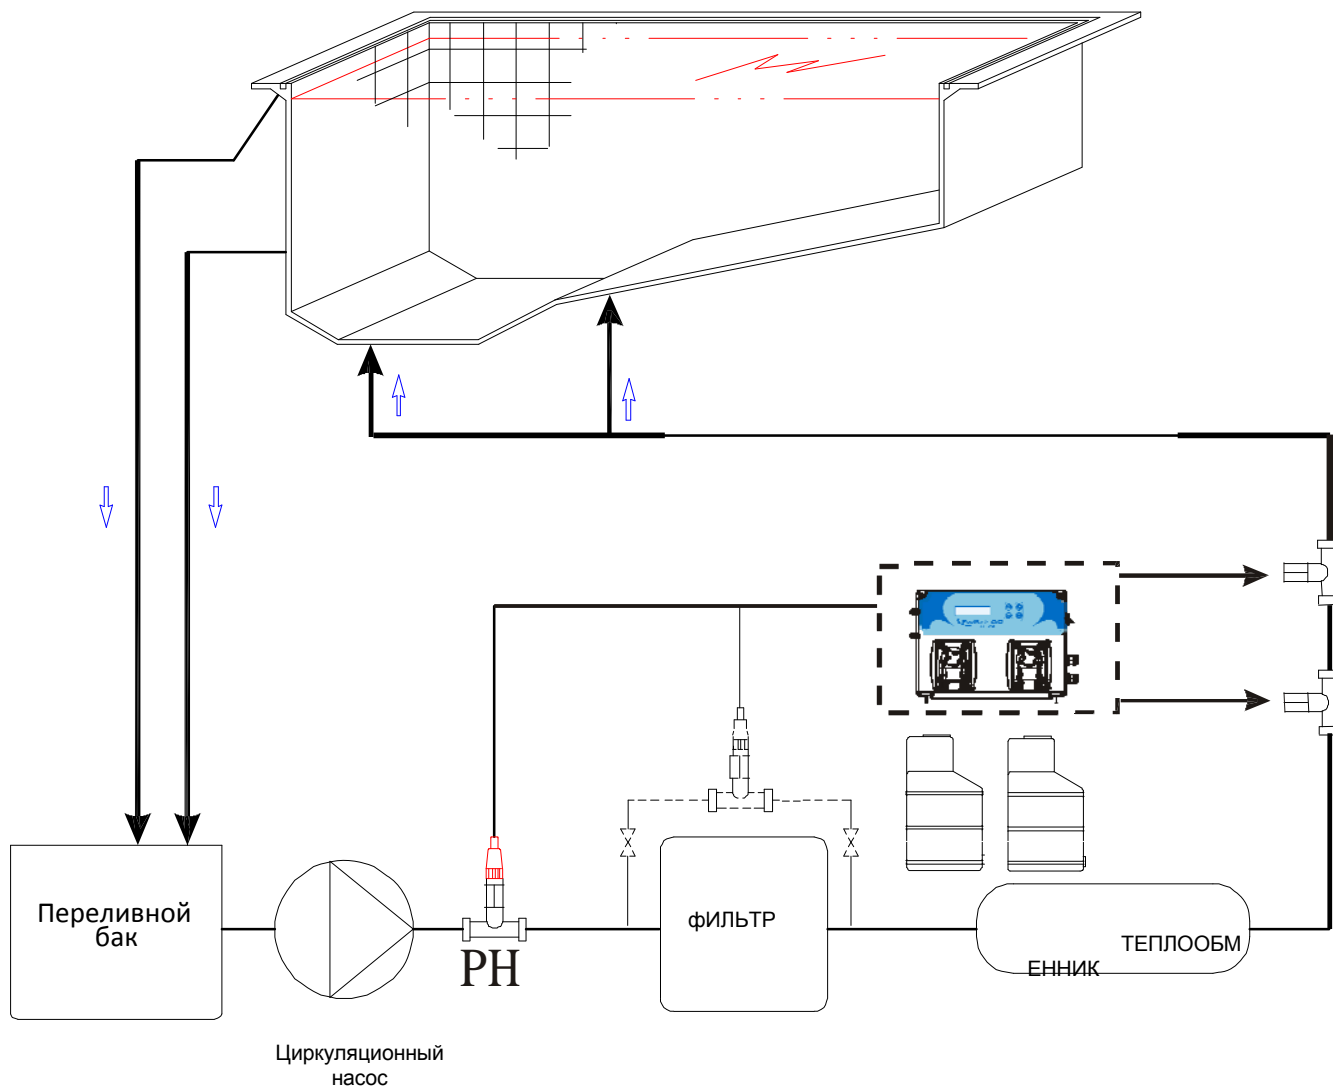 Переливной
бак
PH
фИЛЬТР
ТЕПЛООБМ
ЕННИК
Циркуляционный
насос